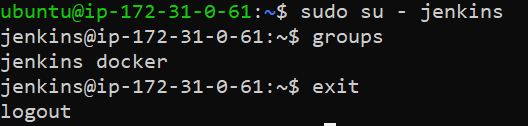 ubuntu@ip-172-31-0-61:~$ sudo su - jenkins
jenkins@ip-172-31-0-61:~$ groups
jenkins docker
jenkins@ip-172-31-0-61:~$ exit
logout